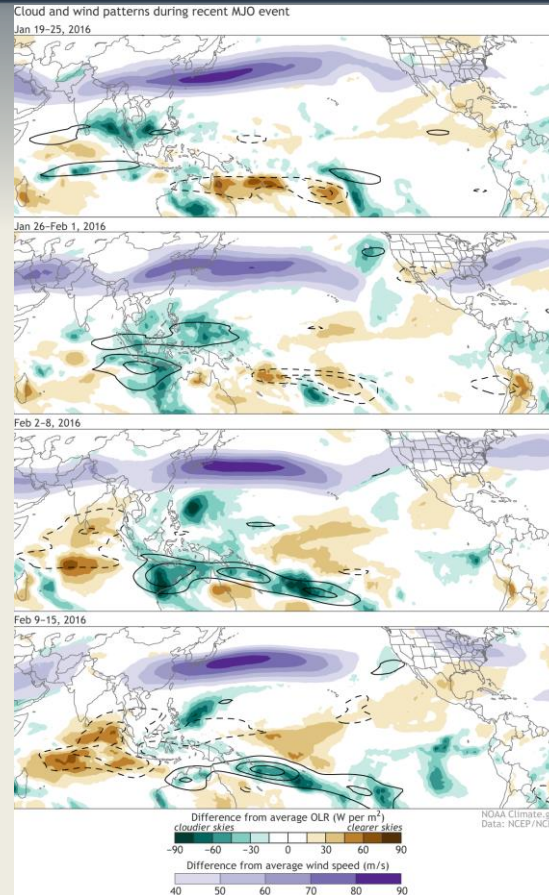 Cloud and wind patterns during recent MJO event
Jan 19-25, 2016
Jan 26-Feb 1, 2016
Feb 2-8, 2016
Feb 9-15, 2016
Difference from average OLR (W per m²)
cloudier skies clearer skies
-90 -60 -30 0 30 60 90
Difference from average wind speed (m/s)
40 50 60 70 80 90
NOAA Climate.g
Data: NCEP/NC